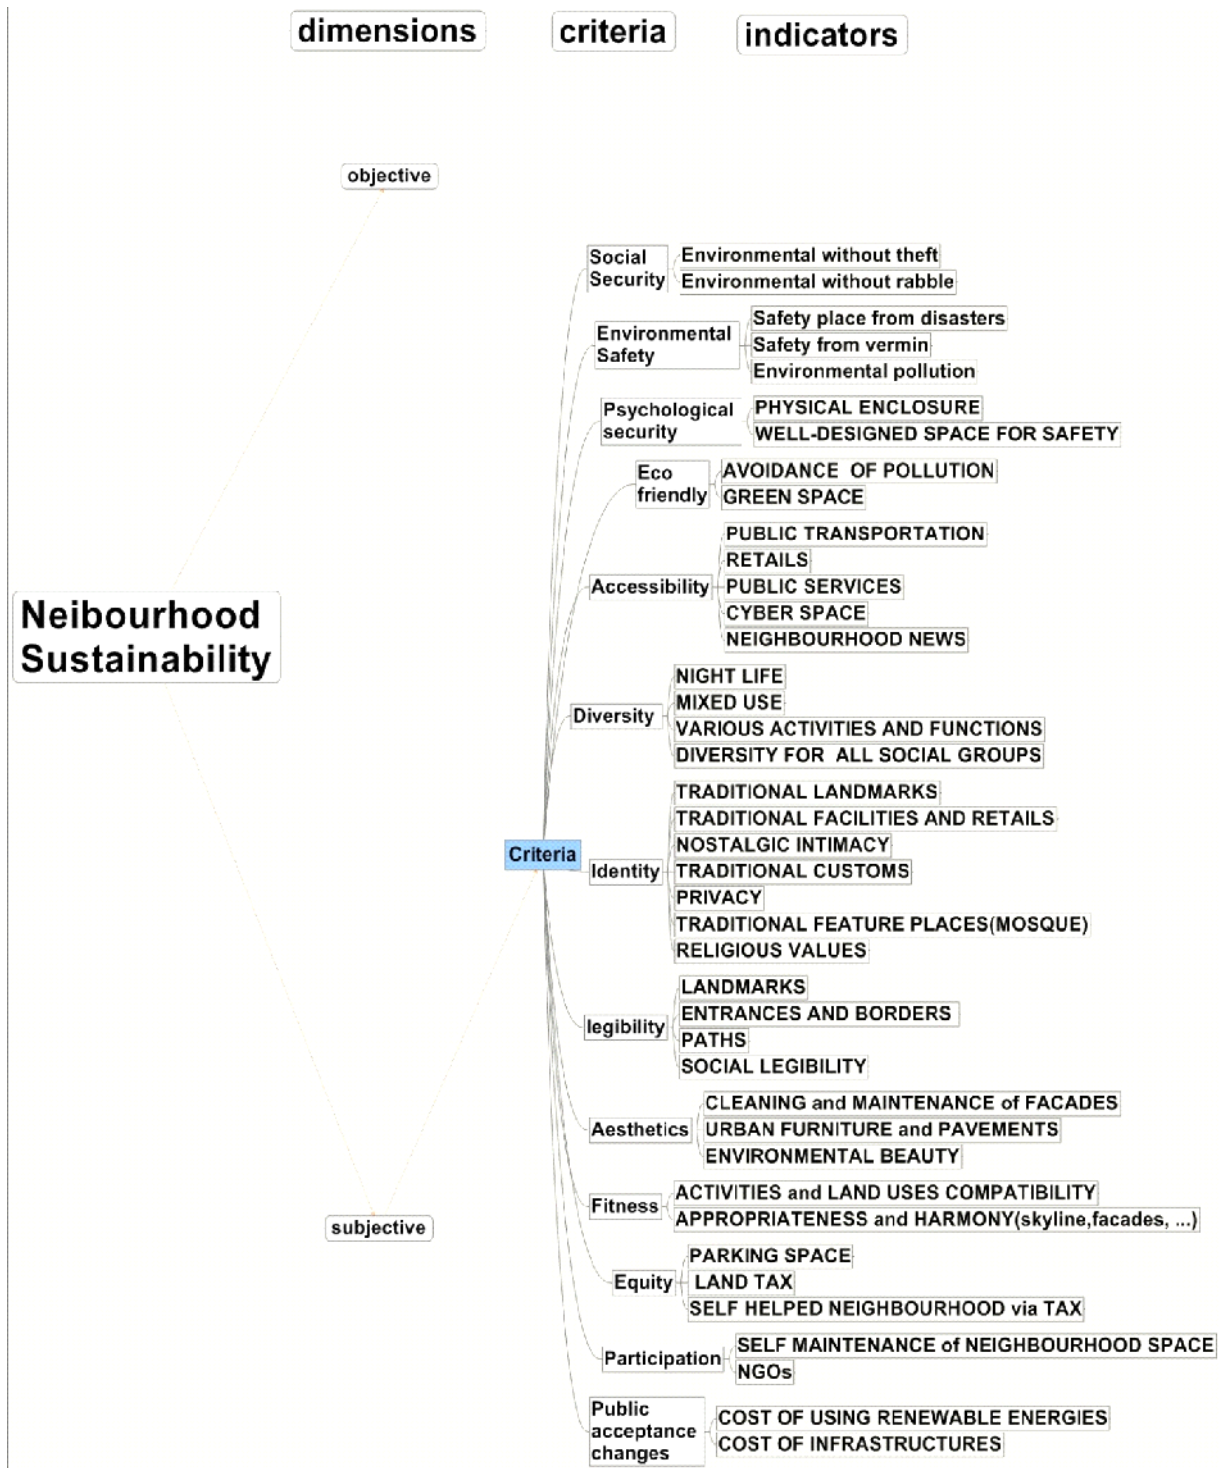 dimensions criteria indicators
objective
Neibourhood
Sustainability
subjective
Criteria
Social
Security
Environmental without theft
Environmental without rabble
Environmental
Safety
Safety place from disasters
Safety from vermin
Environmental pollution
Psychological
security
PHYSICAL ENCLOSURE
WELL-DESIGNED SPACE FOR SAFETY
Eco
friendly
AVOIDANCE OF POLLUTION
GREEN SPACE
Accessibility
PUBLIC TRANSPORTATION
RETAILS
PUBLIC SERVICES
CYBER SPACE
NEIGHBOURHOOD NEWS
Diversity
NIGHT LIFE
MIXED USE
VARIOUS ACTIVITIES AND FUNCTIONS
DIVERSITY FOR ALL SOCIAL GROUPS
Identity
TRADITIONAL LANDMARKS
TRADITIONAL FACILITIES AND RETAILS
NOSTALGIC INTIMACY
TRADITIONAL CUSTOMS
PRIVACY
TRADITIONAL FEATURE PLACES(MOSQUE)
RELIGIOUS VALUES
legibility
LANDMARKS
ENTRANCES AND BORDERS
PATHS
SOCIAL LEGIBILITY
Aesthetics
CLEANING and MAINTENANCE of FACADES
URBAN FURNITURE and PAVEMENTS
ENVIRONMENTAL BEAUTY
Fitness
ACTIVITIES and LAND USES COMPATIBILITY
APPROPRIATENESS and HARMONY(skyline,facades, ...)
Equity
PARKING SPACE
LAND TAX
SELF HELPED NEIGHBOURHOOD via TAX
Participation
SELF MAINTENANCE of NEIGHBOURHOOD SPACE
NGOs
Public
acceptance
changes
COST OF USING RENEWABLE ENERGIES
COST OF INFRASTRUCTURES